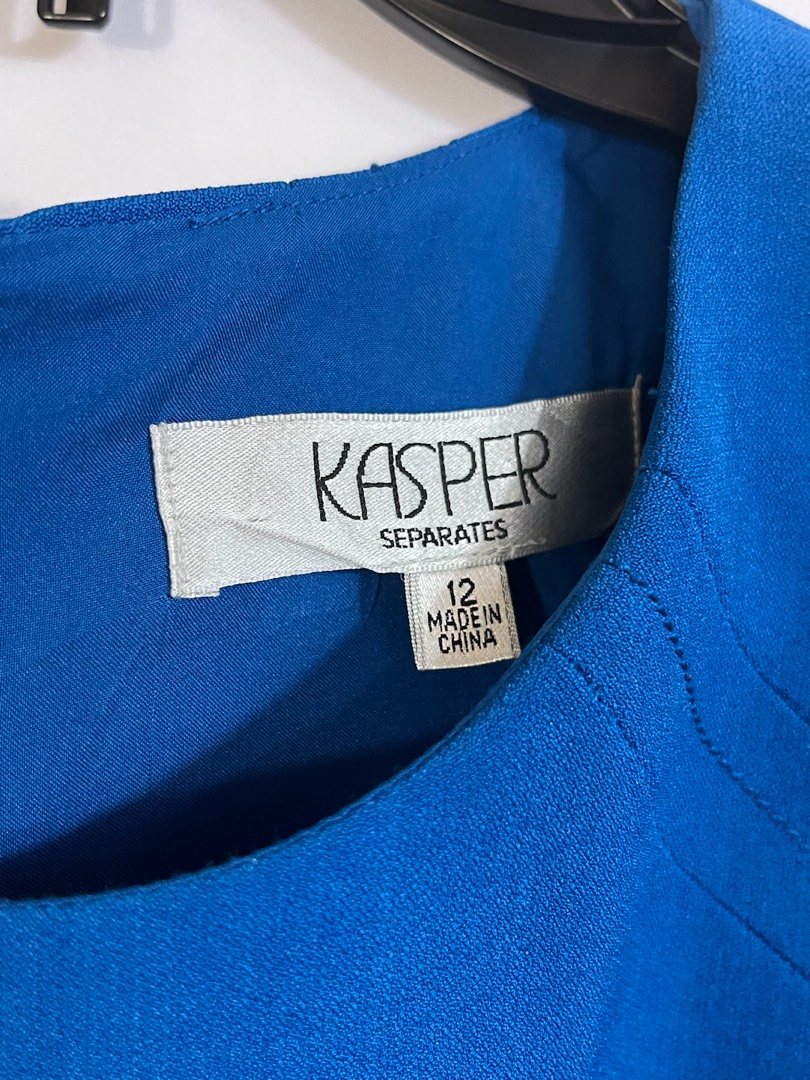 KASPER
SEPARATES
12
MADE IN
CHINA